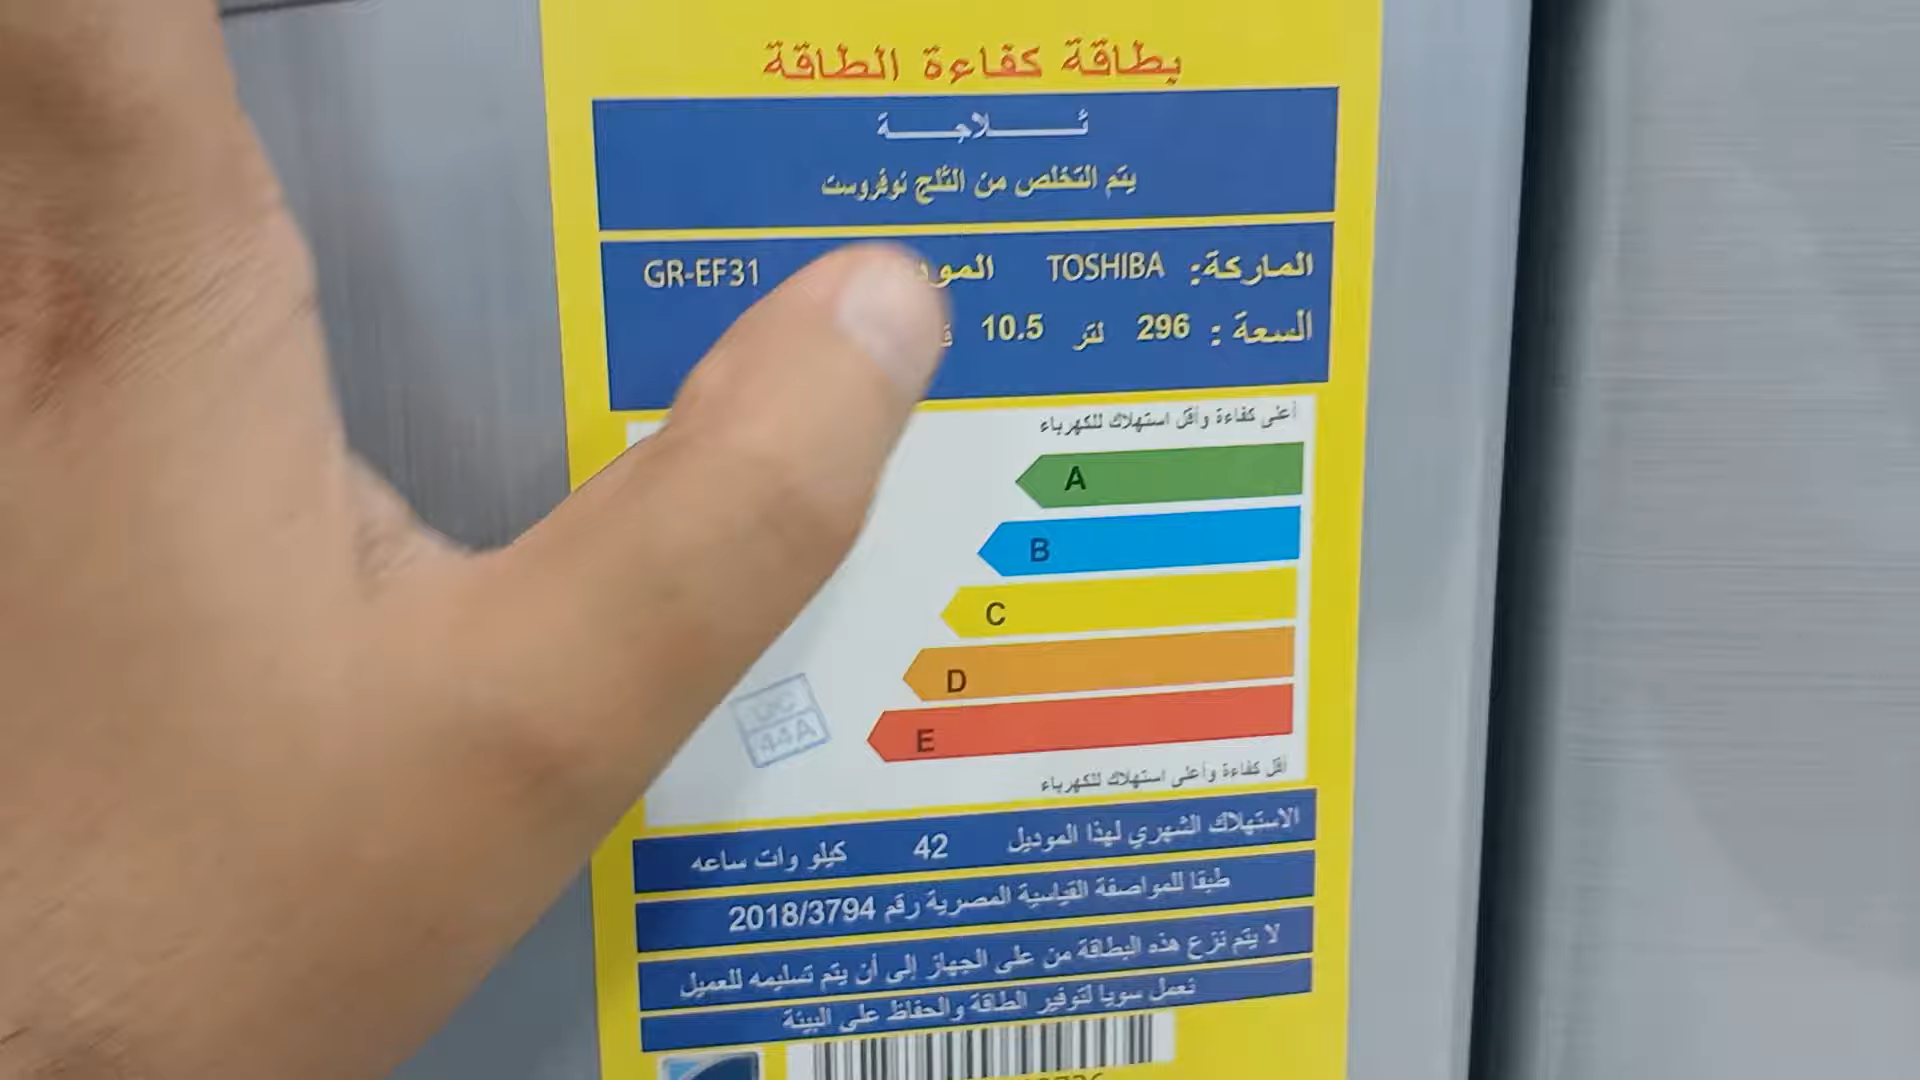 بطاقة كفاءة الطاقة
ثـــــلاجـــــة
يتم التخلص من الثلج نوفروست
الماركة: TOSHIBA GR-EF31
السعة : 296 لتر 10.5
أعلى كفاءة وأقل استهلاك للكهرباء
A
B
C
D
E
44A
أقل كفاءة وأعلى استهلاك للكهرباء
الاستهلاك الشهري لهذا الموديل 42 كيلو وات ساعه
طبقا للمواصفة القياسية المصرية رقم 2018/3794
لا يتم نزع هذه البطاقة من على الجهاز إلى أن يتم تسليمه للعميل
نعمل سويا لتوفير الطاقة والحفاظ على البيئة